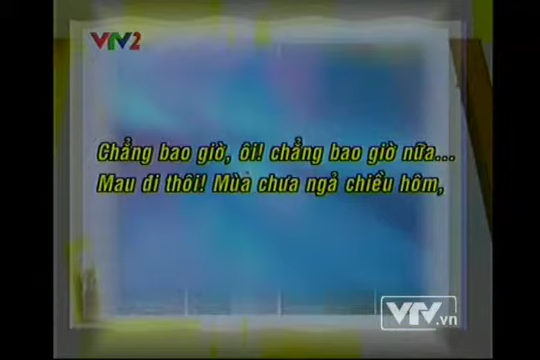 VTV2
Chẳng bao giờ, ôi! chẳng bao giờ nữa...
Mau đi thôi! Mùa chưa ngả chiều hôm,
VTV.vn